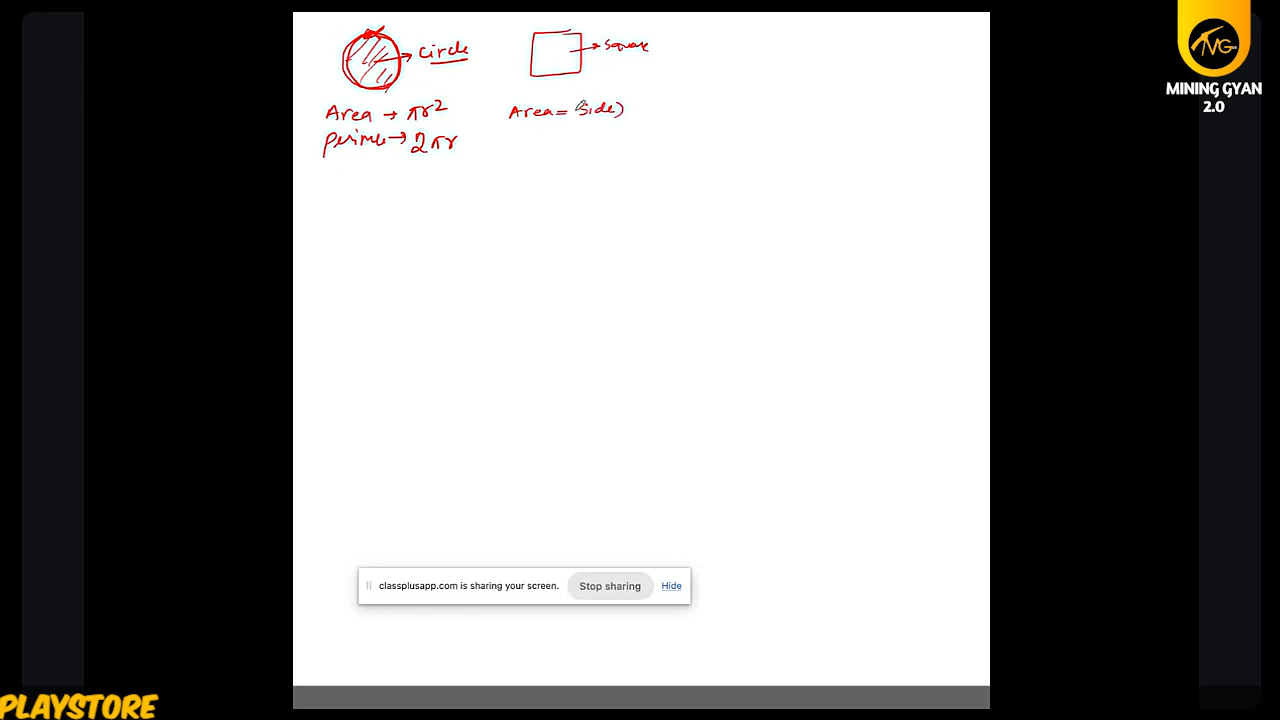 → circle
→ square
Area → πr²
Area = (side)
perime → 2πr
classplusapp.com is sharing your screen. Stop sharing Hide
MINING GYAN
2.0
PLAYSTORE